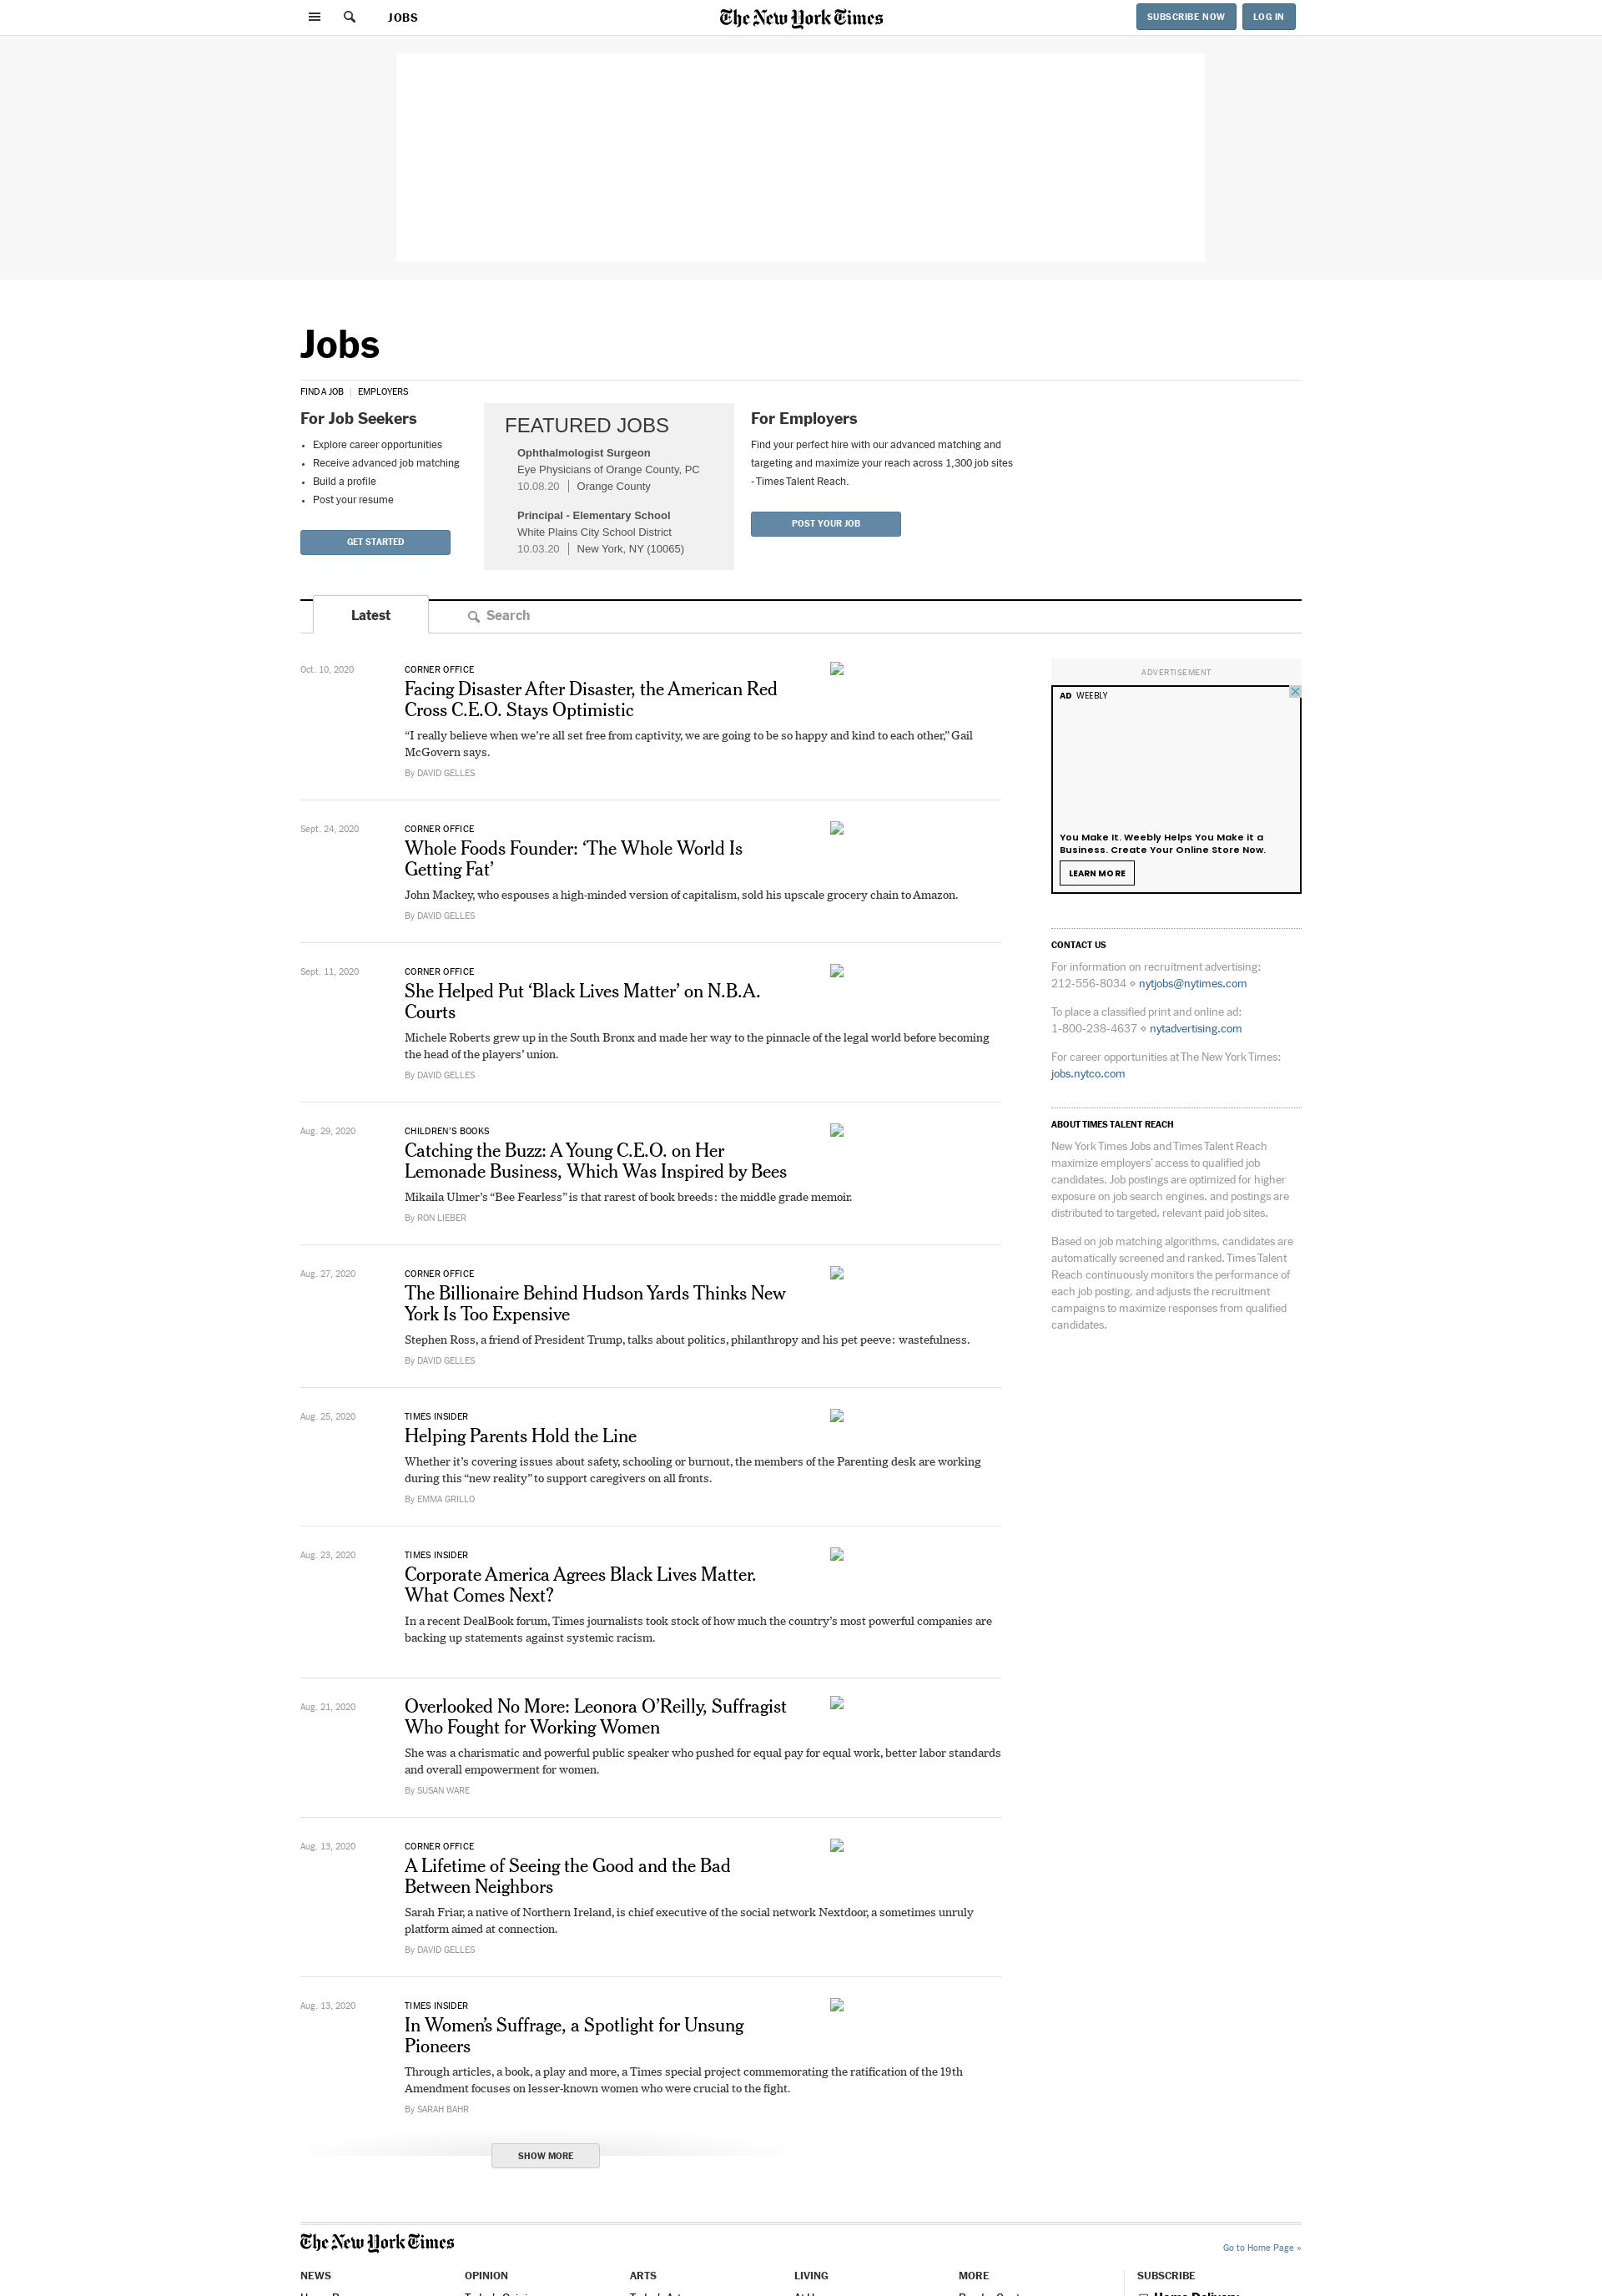 JOBS
The New York Times
SUBSCRIBE NOW
LOG IN
Jobs
FIND A JOB | EMPLOYERS
For Job Seekers
• Explore career opportunities
• Receive advanced job matching
• Build a profile
• Post your resume
GET STARTED
FEATURED JOBS
Ophthalmologist Surgeon
Eye Physicians of Orange County, PC
10.08.20 | Orange County
Principal - Elementary School
White Plains City School District
10.03.20 | New York, NY (10065)
For Employers
Find your perfect hire with our advanced matching and
targeting and maximize your reach across 1,300 job sites
- Times Talent Reach.
POST YOUR JOB
Latest
Search
Oct. 10, 2020
CORNER OFFICE
Facing Disaster After Disaster, the American Red
Cross C.E.O. Stays Optimistic
“I really believe when we’re all set free from captivity, we are going to be so happy and kind to each other,” Gail
McGovern says.
By DAVID GELLES
Sept. 24, 2020
CORNER OFFICE
Whole Foods Founder: ‘The Whole World Is
Getting Fat’
John Mackey, who espouses a high-minded version of capitalism, sold his upscale grocery chain to Amazon.
By DAVID GELLES
Sept. 11, 2020
CORNER OFFICE
She Helped Put ‘Black Lives Matter’ on N.B.A.
Courts
Michele Roberts grew up in the South Bronx and made her way to the pinnacle of the legal world before becoming
the head of the players’ union.
By DAVID GELLES
Aug. 29, 2020
CHILDREN’S BOOKS
Catching the Buzz: A Young C.E.O. on Her
Lemonade Business, Which Was Inspired by Bees
Mikaila Ulmer’s “Bee Fearless” is that rarest of book breeds: the middle grade memoir.
By RON LIEBER
Aug. 27, 2020
CORNER OFFICE
The Billionaire Behind Hudson Yards Thinks New
York Is Too Expensive
Stephen Ross, a friend of President Trump, talks about politics, philanthropy and his pet peeve: wastefulness.
By DAVID GELLES
Aug. 25, 2020
TIMES INSIDER
Helping Parents Hold the Line
Whether it’s covering issues about safety, schooling or burnout, the members of the Parenting desk are working
during this “new reality” to support caregivers on all fronts.
By EMMA GRILLO
Aug. 23, 2020
TIMES INSIDER
Corporate America Agrees Black Lives Matter.
What Comes Next?
In a recent DealBook forum, Times journalists took stock of how much the country’s most powerful companies are
backing up statements against systemic racism.
Aug. 21, 2020
Overlooked No More: Leonora O’Reilly, Suffragist
Who Fought for Working Women
She was a charismatic and powerful public speaker who pushed for equal pay for equal work, better labor standards
and overall empowerment for women.
By SUSAN WARE
Aug. 13, 2020
CORNER OFFICE
A Lifetime of Seeing the Good and the Bad
Between Neighbors
Sarah Friar, a native of Northern Ireland, is chief executive of the social network Nextdoor, a sometimes unruly
platform aimed at connection.
By DAVID GELLES
Aug. 13, 2020
TIMES INSIDER
In Women’s Suffrage, a Spotlight for Unsung
Pioneers
Through articles, a book, a play and more, a Times special project commemorating the ratification of the 19th
Amendment focuses on lesser-known women who were crucial to the fight.
By SARAH BAHR
SHOW MORE
ADVERTISEMENT
AD WEEBLY
You Make It. Weebly Helps You Make it a
Business. Create Your Online Store Now.
LEARN MORE
CONTACT US
For information on recruitment advertising:
212-556-8034 ⋄ nytjobs@nytimes.com
To place a classified print and online ad:
1-800-238-4637 ⋄ nytadvertising.com
For career opportunities at The New York Times:
jobs.nytco.com
ABOUT TIMES TALENT REACH
New York Times Jobs and Times Talent Reach
maximize employers’ access to qualified job
candidates. Job postings are optimized for higher
exposure on job search engines, and postings are
distributed to targeted, relevant paid job sites.
Based on job matching algorithms, candidates are
automatically screened and ranked. Times Talent
Reach continuously monitors the performance of
each job posting, and adjusts the recruitment
campaigns to maximize responses from qualified
candidates.
The New York Times
Go to Home Page »
NEWS
OPINION
ARTS
LIVING
MORE
SUBSCRIBE